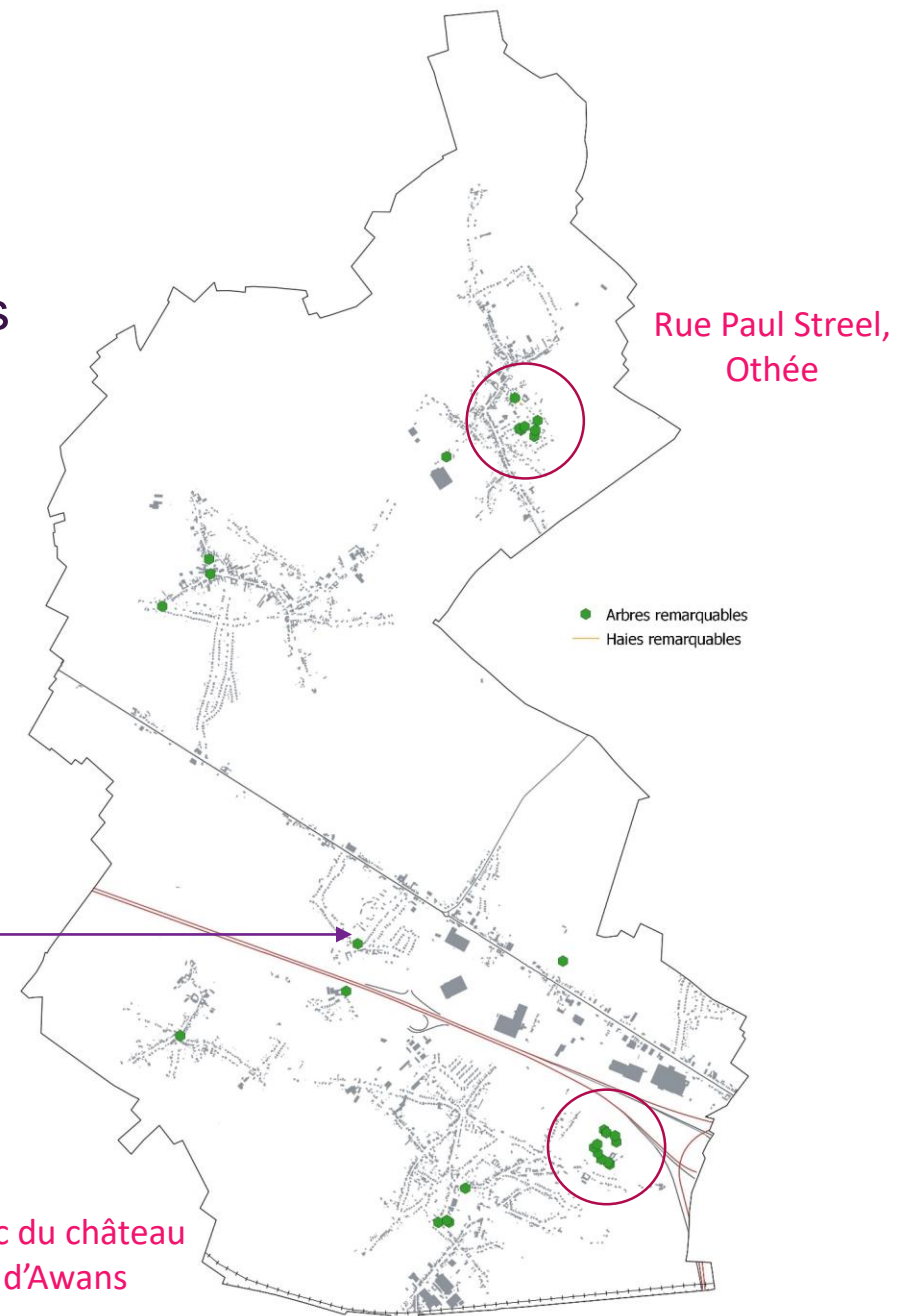 s
Rue Paul Streel,
Othée
Arbres remarquables
Haies remarquables
c du château
d'Awans